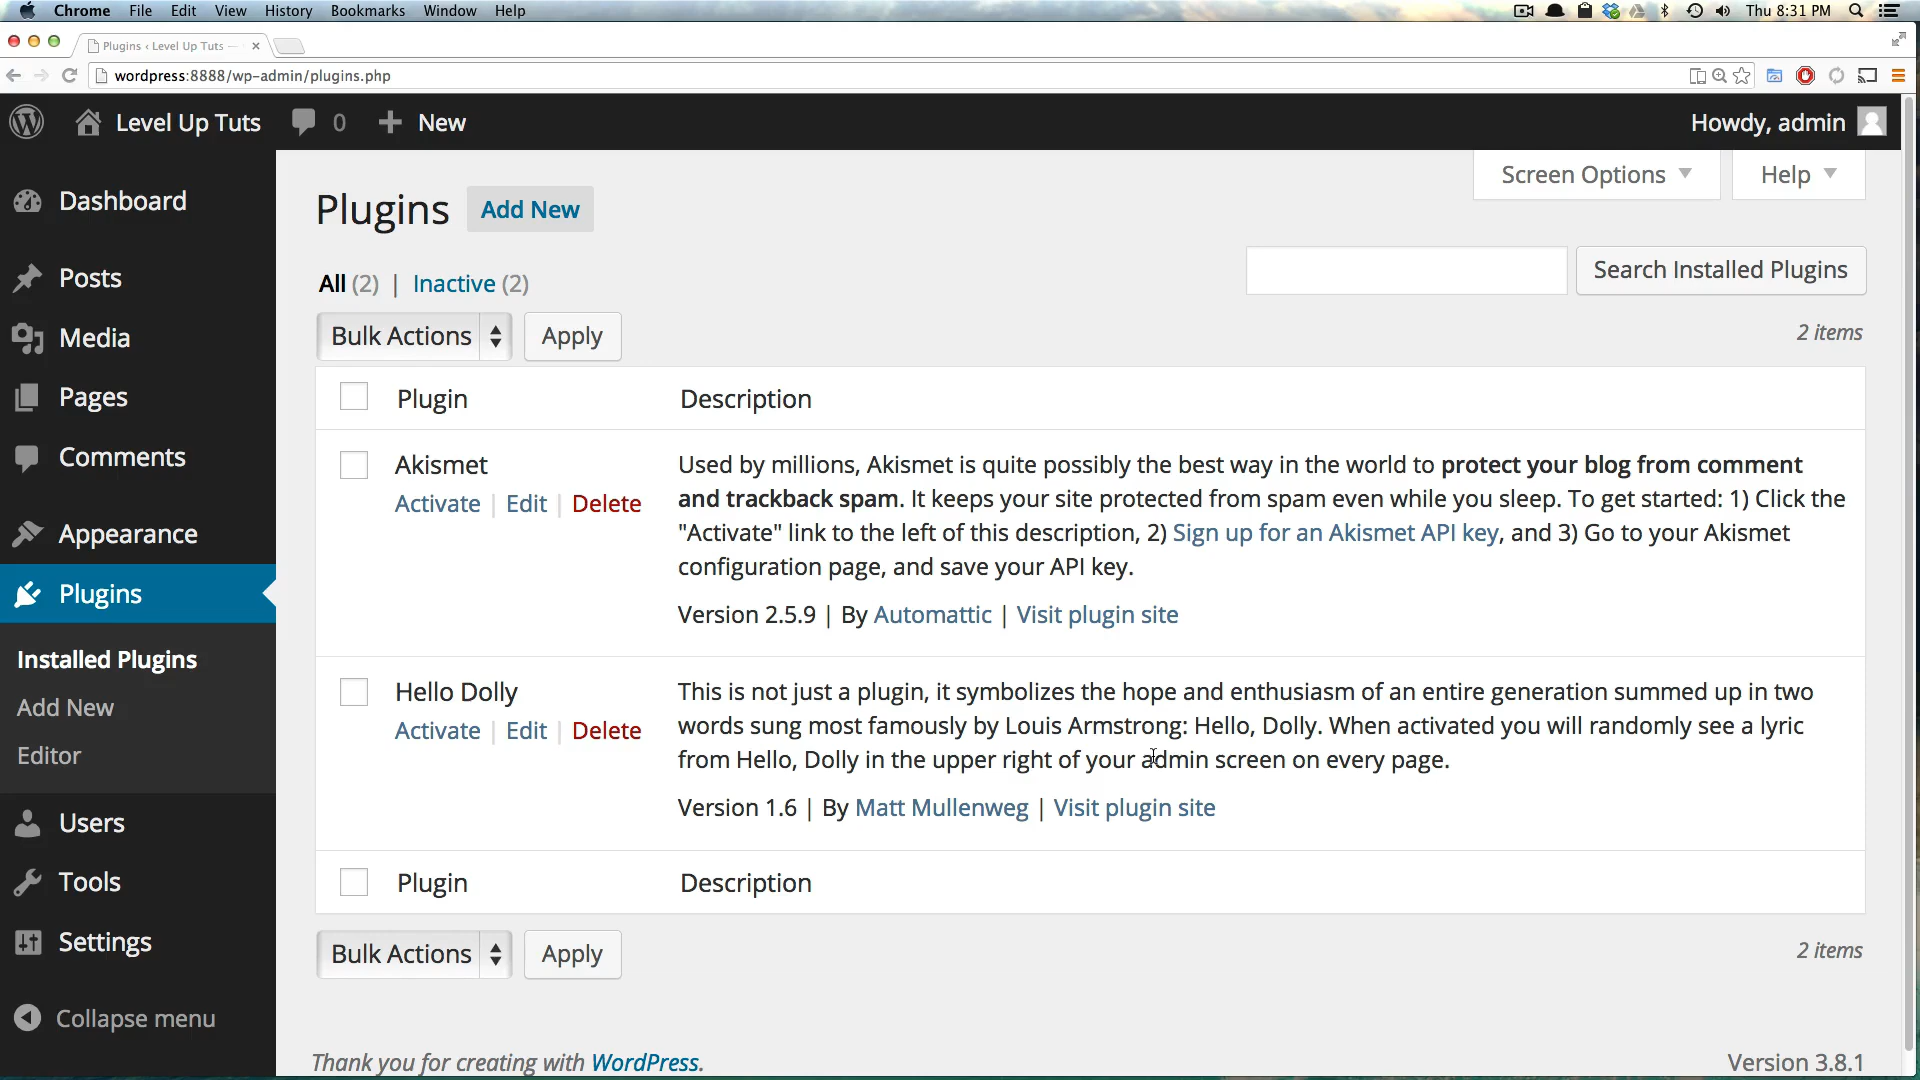 Chrome File Edit View History Bookmarks Window Help Thu 8:31 PM
Plugins ‹ Level Up Tuts —
wordpress:8888/wp-admin/plugins.php
Level Up Tuts 0 New Howdy, admin
Screen Options Help
Dashboard
Posts
Media
Pages
Comments
Appearance
Plugins
Installed Plugins
Add New
Editor
Users
Tools
Settings
Collapse menu
Plugins Add New
All (2) | Inactive (2)
Search Installed Plugins
Bulk Actions Apply 2 items
Plugin Description
Akismet
Activate | Edit | Delete
Used by millions, Akismet is quite possibly the best way in the world to protect your blog from comment
and trackback spam. It keeps your site protected from spam even while you sleep. To get started: 1) Click the
"Activate" link to the left of this description, 2) Sign up for an Akismet API key, and 3) Go to your Akismet
configuration page, and save your API key.
Version 2.5.9 | By Automattic | Visit plugin site
Hello Dolly
Activate | Edit | Delete
This is not just a plugin, it symbolizes the hope and enthusiasm of an entire generation summed up in two
words sung most famously by Louis Armstrong: Hello, Dolly. When activated you will randomly see a lyric
from Hello, Dolly in the upper right of your admin screen on every page.
Version 1.6 | By Matt Mullenweg | Visit plugin site
Plugin Description
Bulk Actions Apply 2 items
Thank you for creating with WordPress. Version 3.8.1